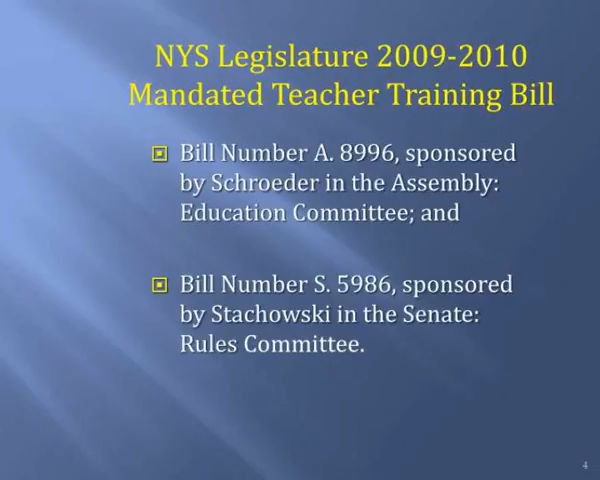 NYS Legislature 2009-2010
Mandated Teacher Training Bill
Bill Number A. 8996, sponsored
by Schroeder in the Assembly:
Education Committee; and
Bill Number S. 5986, sponsored
by Stachowski in the Senate:
Rules Committee.
4